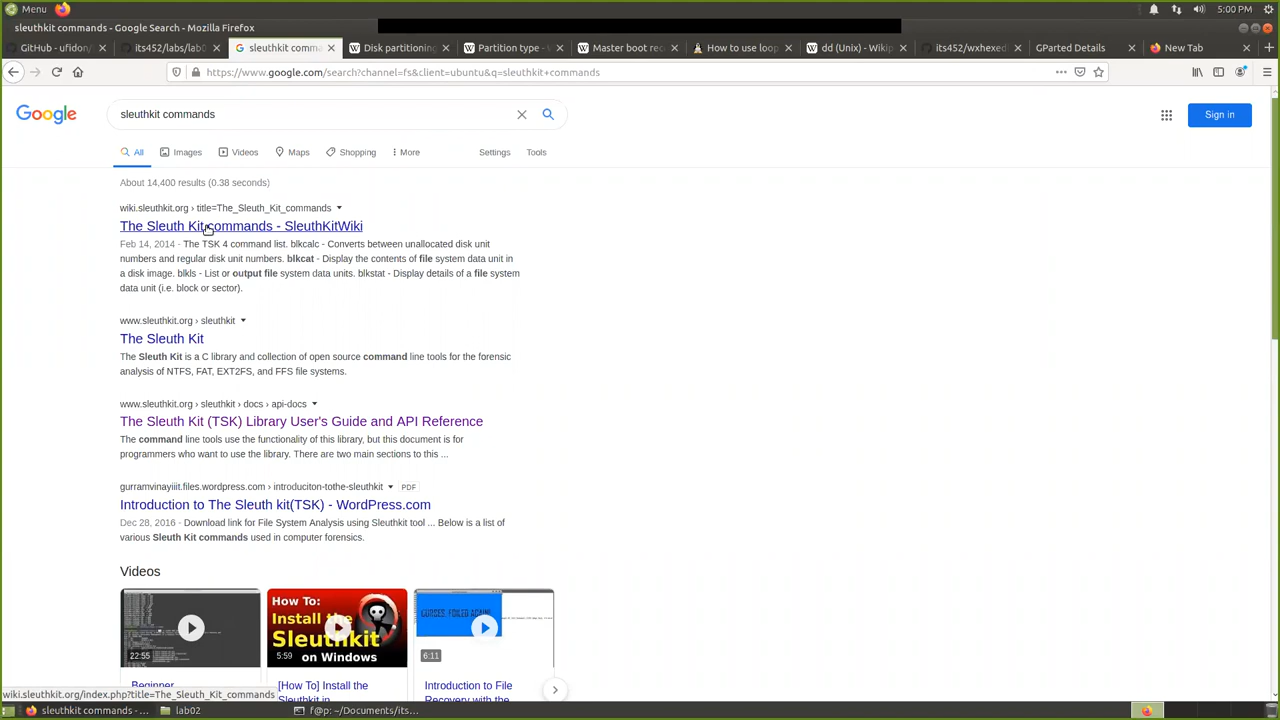 Menu
5:00 PM
sleuthkit commands - Google Search - Mozilla Firefox
GitHub - ufidon/
its452/labs/lab0
sleuthkit comma
Disk partitioning
Partition type -
Master boot rec
How to use loop
dd (Unix) - Wikip
its452/wxhexed
GParted Details
New Tab
https://www.google.com/search?channel=fs&client=ubuntu&q=sleuthkit+commands
Google
sleuthkit commands
Sign in
All
Images
Videos
Maps
Shopping
More
Settings
Tools
About 14,400 results (0.38 seconds)
wiki.sleuthkit.org › title=The_Sleuth_Kit_commands
The Sleuth Kit commands - SleuthKitWiki
Feb 14, 2014 - The TSK 4 command list. blkcalc - Converts between unallocated disk unit
numbers and regular disk unit numbers. blkcat - Display the contents of file system data unit in
a disk image. blkls - List or output file system data units. blkstat - Display details of a file system
data unit (i.e. block or sector).
www.sleuthkit.org › sleuthkit
The Sleuth Kit
The Sleuth Kit is a C library and collection of open source command line tools for the forensic
analysis of NTFS, FAT, EXT2FS, and FFS file systems.
www.sleuthkit.org › sleuthkit › docs › api-docs
The Sleuth Kit (TSK) Library User's Guide and API Reference
The command line tools use the functionality of this library, but this document is for
programmers who want to use the library. There are two main sections to this ...
gurramvinayiiit.files.wordpress.com › introduciton-tothe-sleuthkit
PDF
Introduction to The Sleuth kit(TSK) - WordPress.com
Dec 28, 2016 - Download link for File System Analysis using Sleuthkit tool ... Below is a list of
various Sleuth Kit commands used in computer forensics.
Videos
22:55
How To:
Install the
Sleuthkit
on Windows
5:59
CURSES, FOILED AGAIN!
6:11
Beginner
[How To] Install the
Sleuthkit in
Introduction to File
Recovery with the
wiki.sleuthkit.org/index.php?title=The_Sleuth_Kit_commands
sleuthkit commands - ...
lab02
f@p: ~/Documents/its...